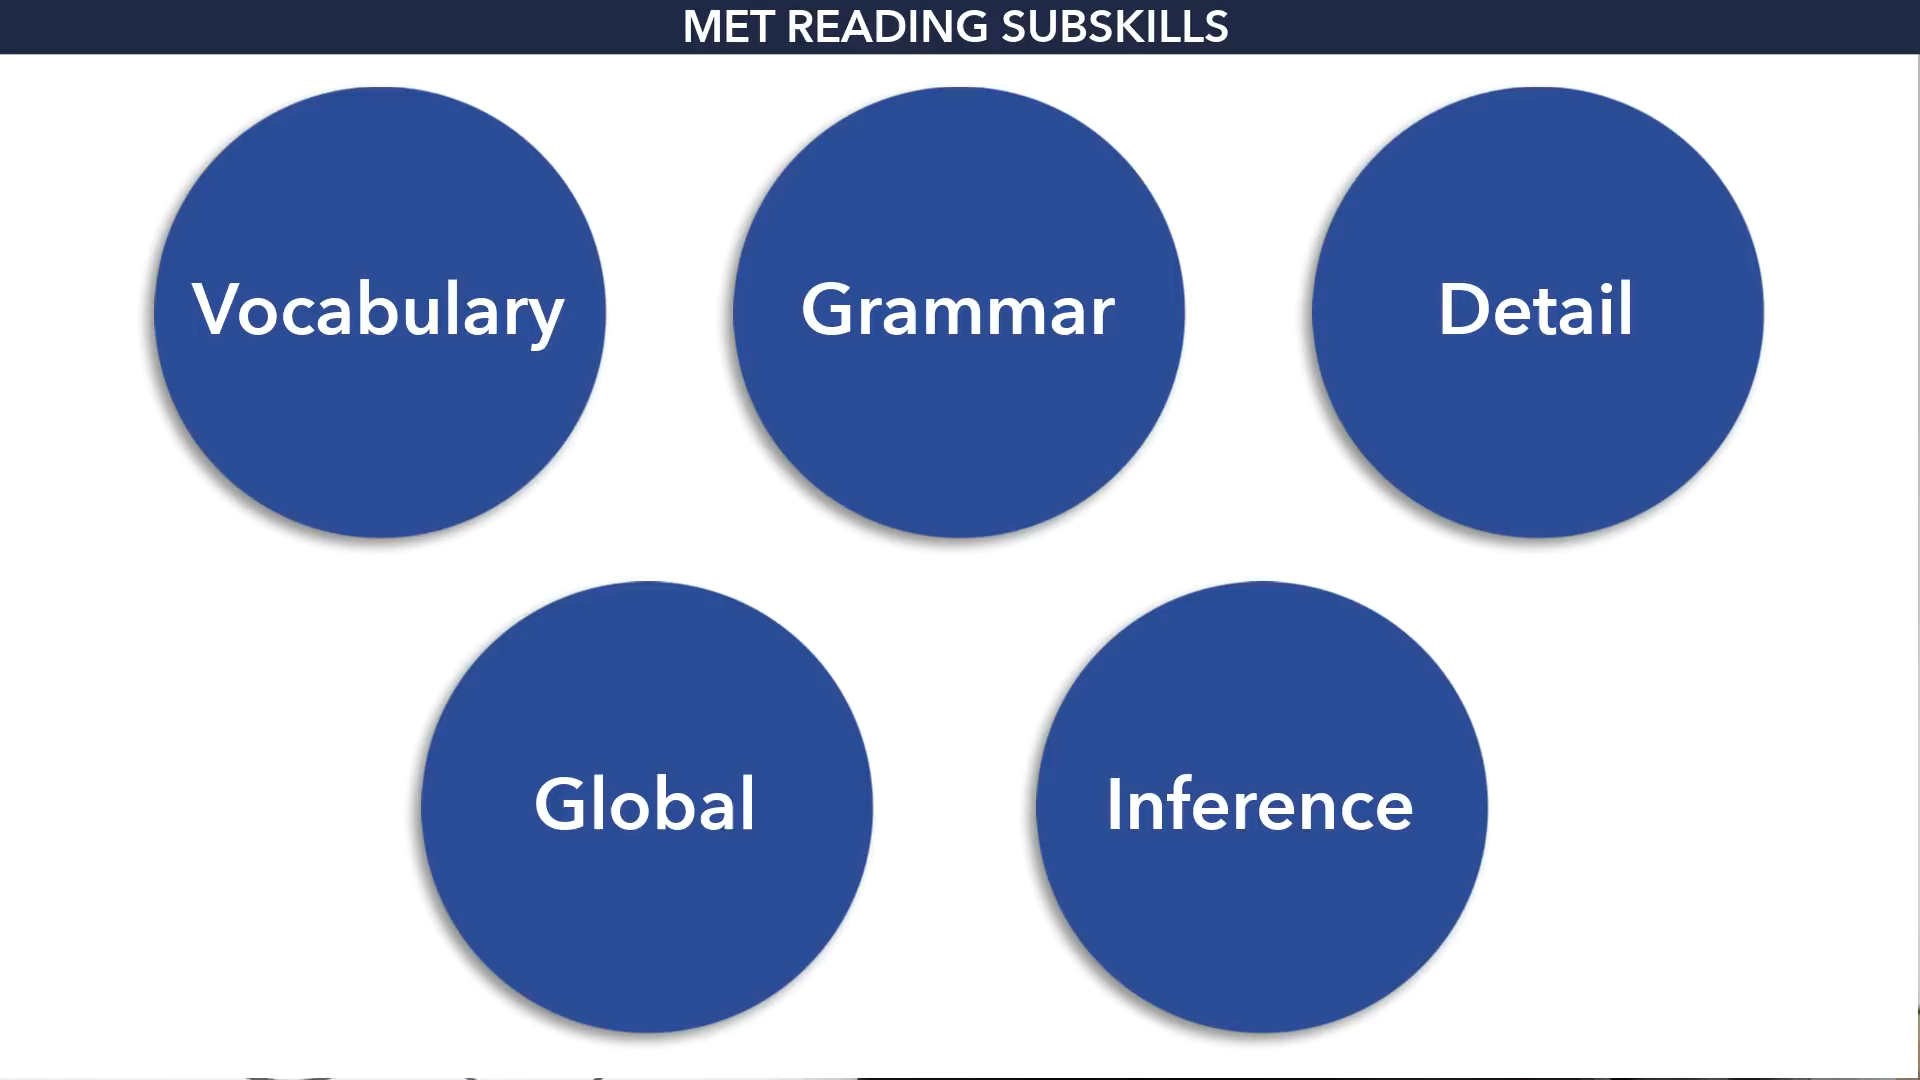 MET READING SUBSKILLS
Vocabulary
Grammar
Detail
Global
Inference